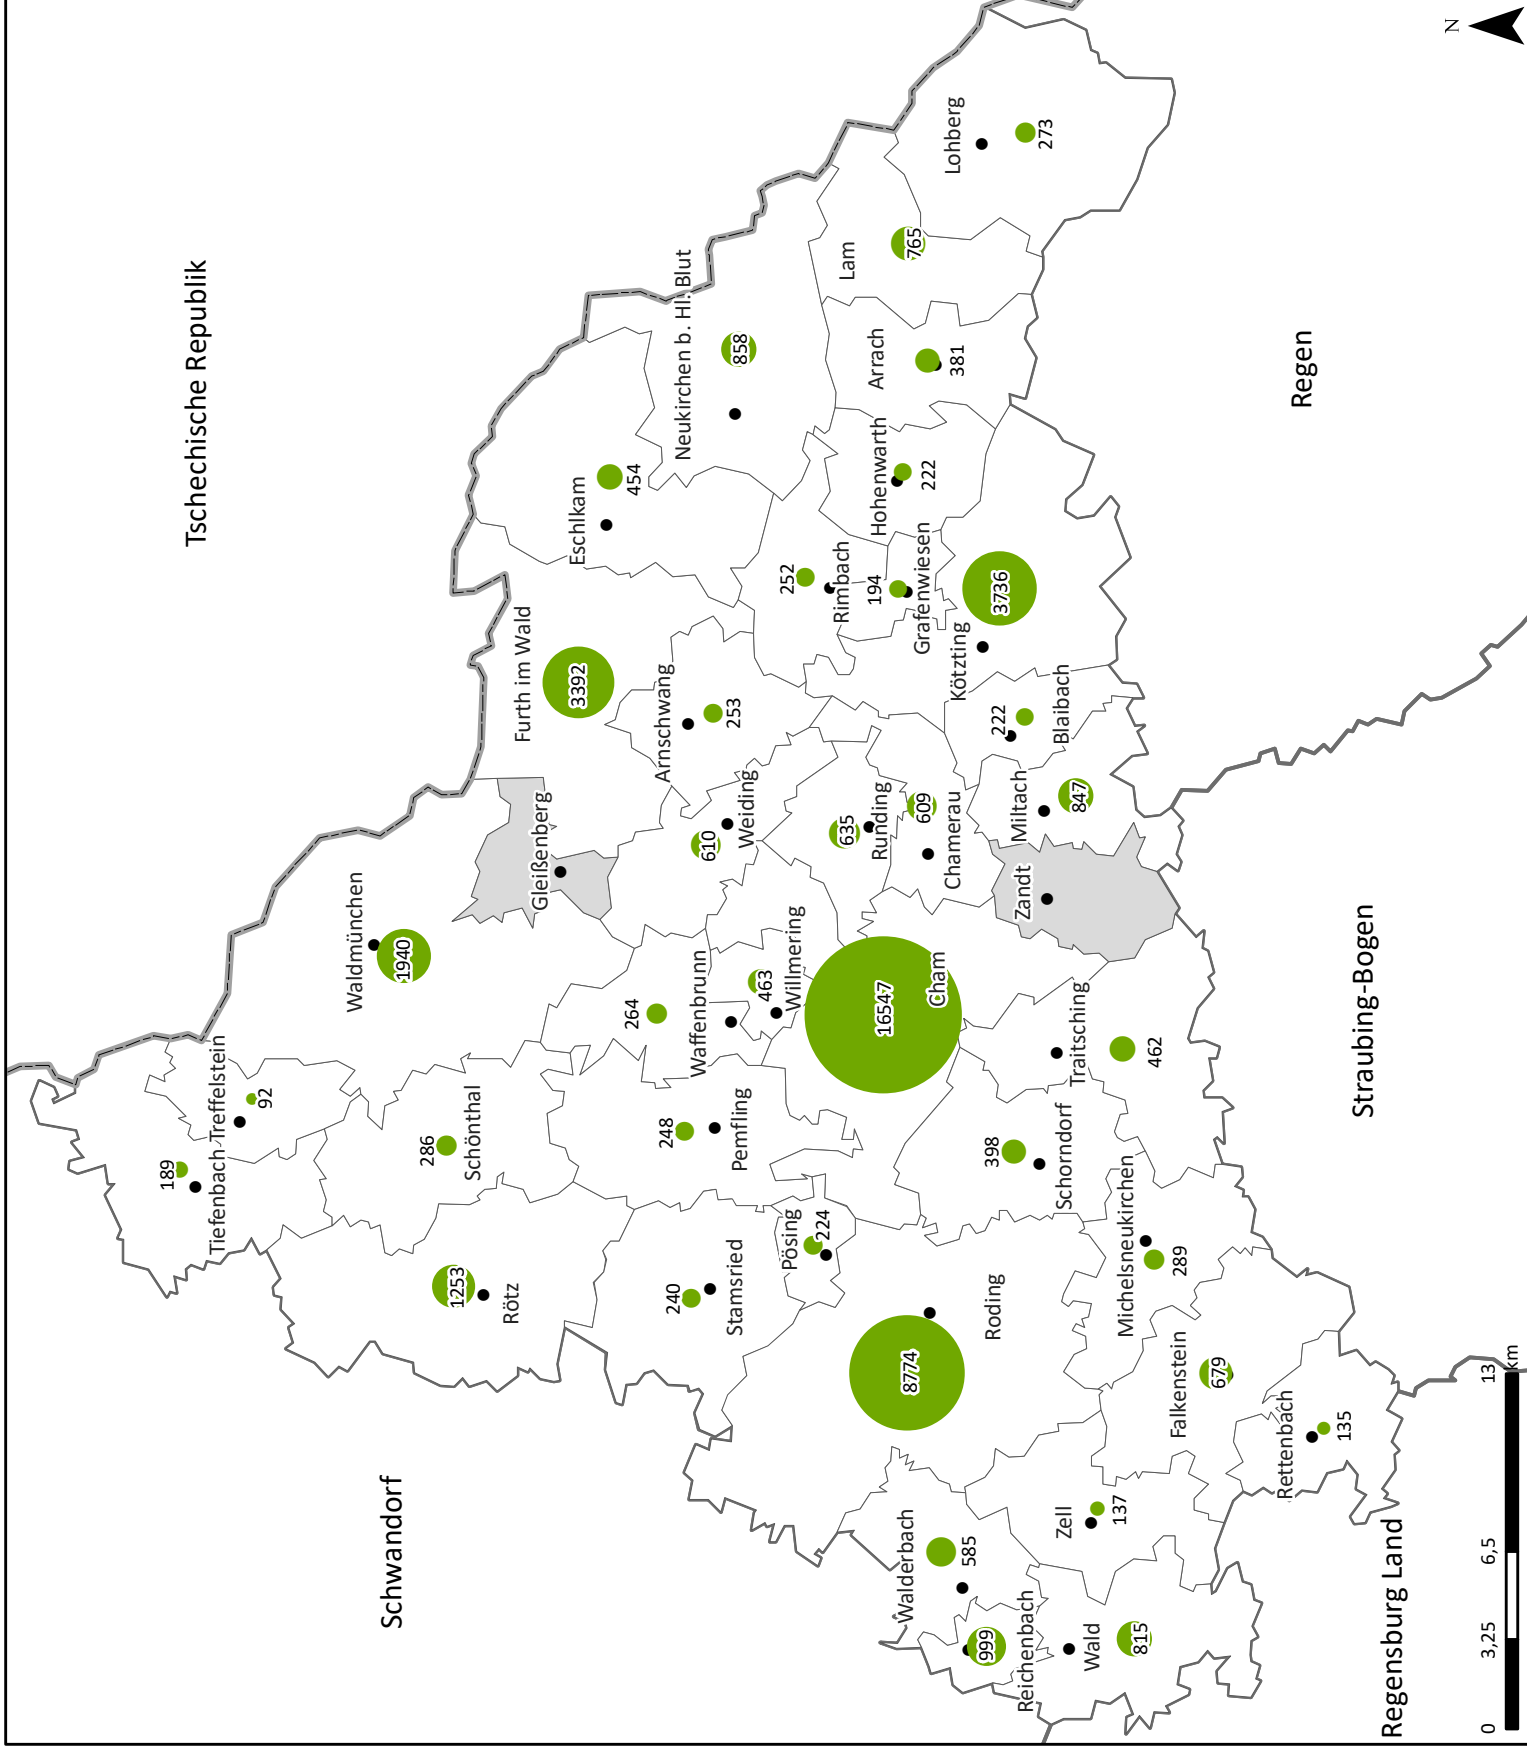 Tschechische Republik
Schwandorf
Regen
Straubing-Bogen
Regensburg Land
Tiefenbach
189
Treffelstein
92
Waldmünchen
1940
Gleißenberg
Furth im Wald
3392
Eschlkam
454
Neukirchen b. Hl. Blut
858
Lam
765
Lohberg
273
Arrach
381
Hohenwarth
222
Rimbach
252
Grafenwiesen
194
Kötzting
3736
Arnschwang
253
Weiding
610
Runding
635
Chamerau
609
Blaibach
222
Miltach
847
Zandt
Schönthal
286
Rötz
1253
Waffenbrunn
264
Willmering
463
Pemfling
248
Stamsried
240
Pösing
224
Cham
16547
Traitsching
462
Schorndorf
398
Michelsneukirchen
289
Roding
8774
Falkenstein
679
Rettenbach
135
Zell
137
Walderbach
585
Reichenbach
999
Wald
815
0
3,25
6,5
13
km
N